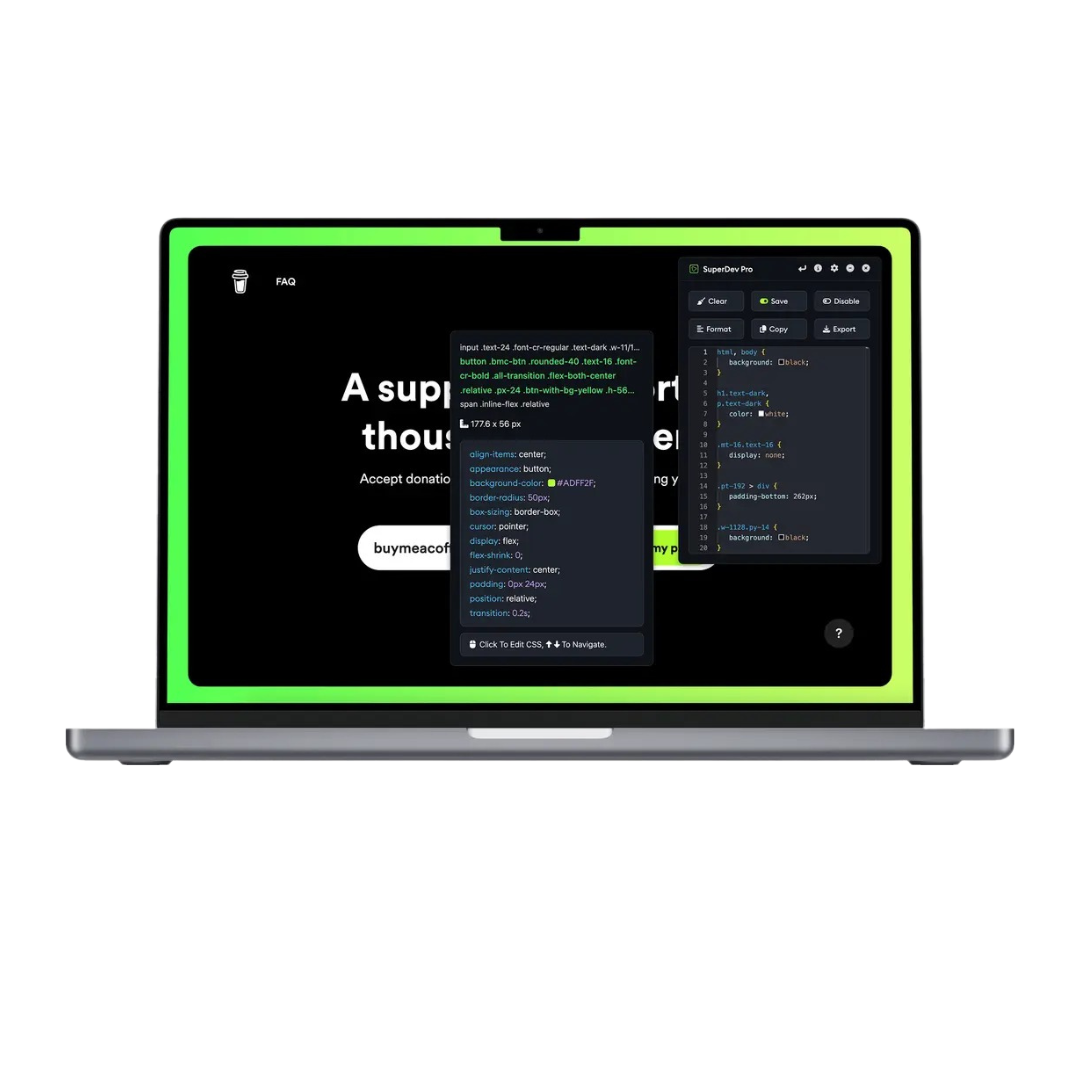 FAQ
A supp
ort
thous
er
Accept donatio
ng y
buymeacoff
my p
?
input .text-24 .font-cr-regular .text-dark .w-11/1...
button .bmc-btn .rounded-40 .text-16 .font-
cr-bold .all-transition .flex-both-center
.relative .px-24 .btn-with-bg-yellow .h-56...
span .inline-flex .relative
177.6 x 56 px
align-items: center;
appearance: button;
background-color: #ADFF2F;
border-radius: 50px;
box-sizing: border-box;
cursor: pointer;
display: flex;
flex-shrink: 0;
justify-content: center;
padding: 0px 24px;
position: relative;
transition: 0.2s;
Click To Edit CSS, To Navigate.
SuperDev Pro
Clear Save Disable
Format Copy Export
1 html, body {
2 background: black;
3 }
4
5 h1.text-dark,
6 p.text-dark {
7 color: white;
8 }
9
10 .mt-16.text-16 {
11 display: none;
12 }
13
14 .pt-192 > div {
15 padding-bottom: 262px;
16 }
17
18 .w-1128.py-14 {
19 background: black;
20 }